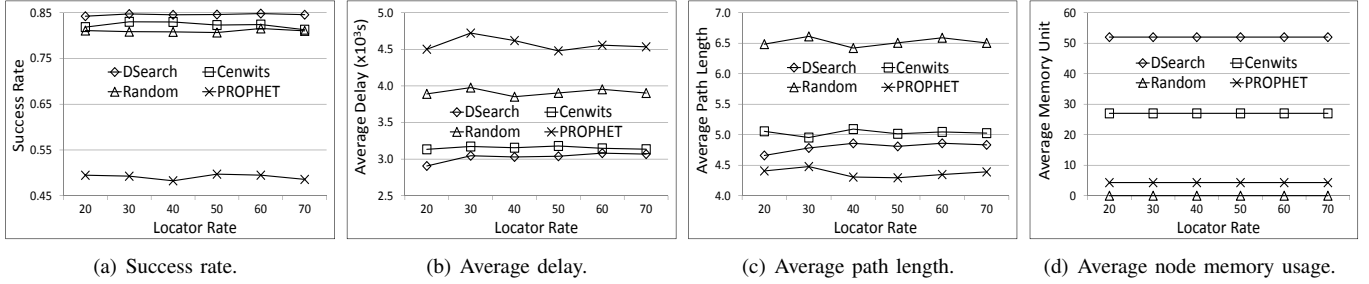 0.85
0.75
0.65
0.55
0.45
Success Rate
DSearch
Cenwits
Random
PROPHET
20 30 40 50 60 70
Locator Rate
(a) Success rate.
5.0
4.5
4.0
3.5
3.0
2.5
Average Delay (x10³s)
DSearch
Cenwits
Random
PROPHET
20 30 40 50 60 70
Locator Rate
(b) Average delay.
7.0
6.5
6.0
5.5
5.0
4.5
4.0
Average Path Length
DSearch
Cenwits
Random
PROPHET
20 30 40 50 60 70
Locator Rate
(c) Average path length.
60
50
40
30
20
10
0
Average Memory Unit
DSearch
Cenwits
Random
PROPHET
20 30 40 50 60 70
Locator Rate
(d) Average node memory usage.